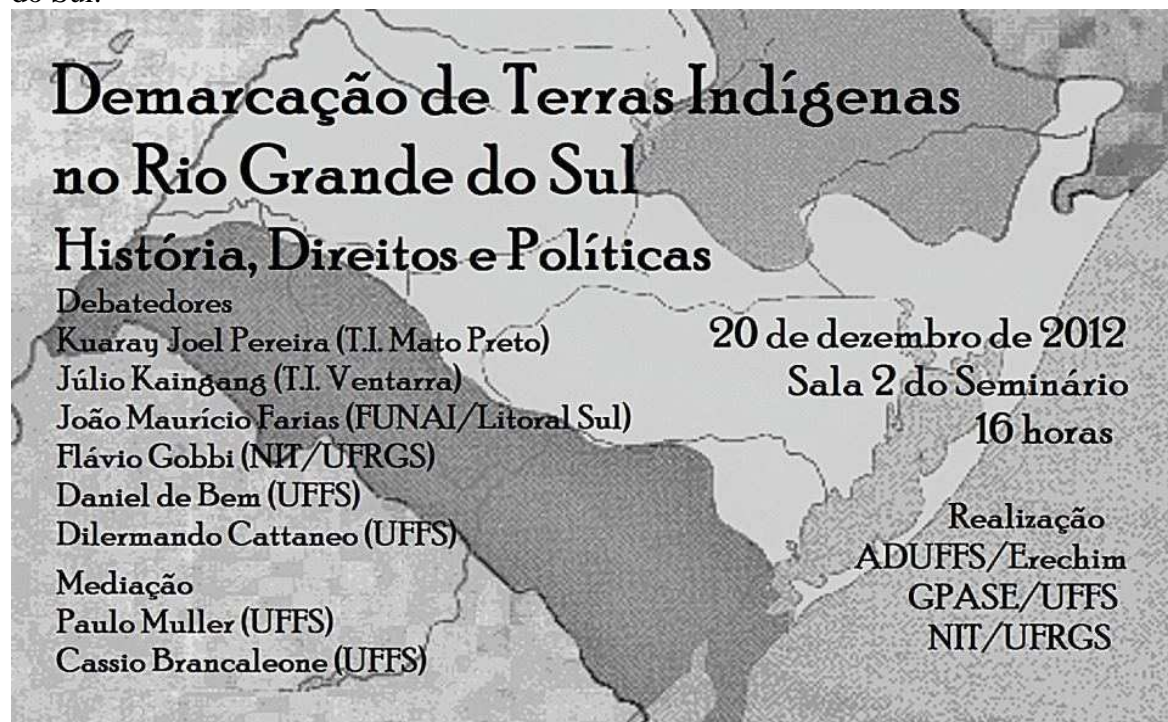 do Sul.
Demarcação de Terras Indígenas
no Rio Grande do Sul
História, Direitos e Políticas
Debatedores
Kuaray Joel Pereira (T.I. Mato Preto)
Júlio Kaingang (T.I. Ventarra)
João Maurício Farias (FUNAI/Litoral Sul)
Flávio Gobbi (NIT/UFRGS)
Daniel de Bem (UFFS)
Dilermando Cattaneo (UFFS)
Mediação
Paulo Muller (UFFS)
Cassio Brancaleone (UFFS)
20 de dezembro de 2012
Sala 2 do Seminário
16 horas
Realização
ADUFFS/Erechim
GPASE/UFFS
NIT/UFRGS